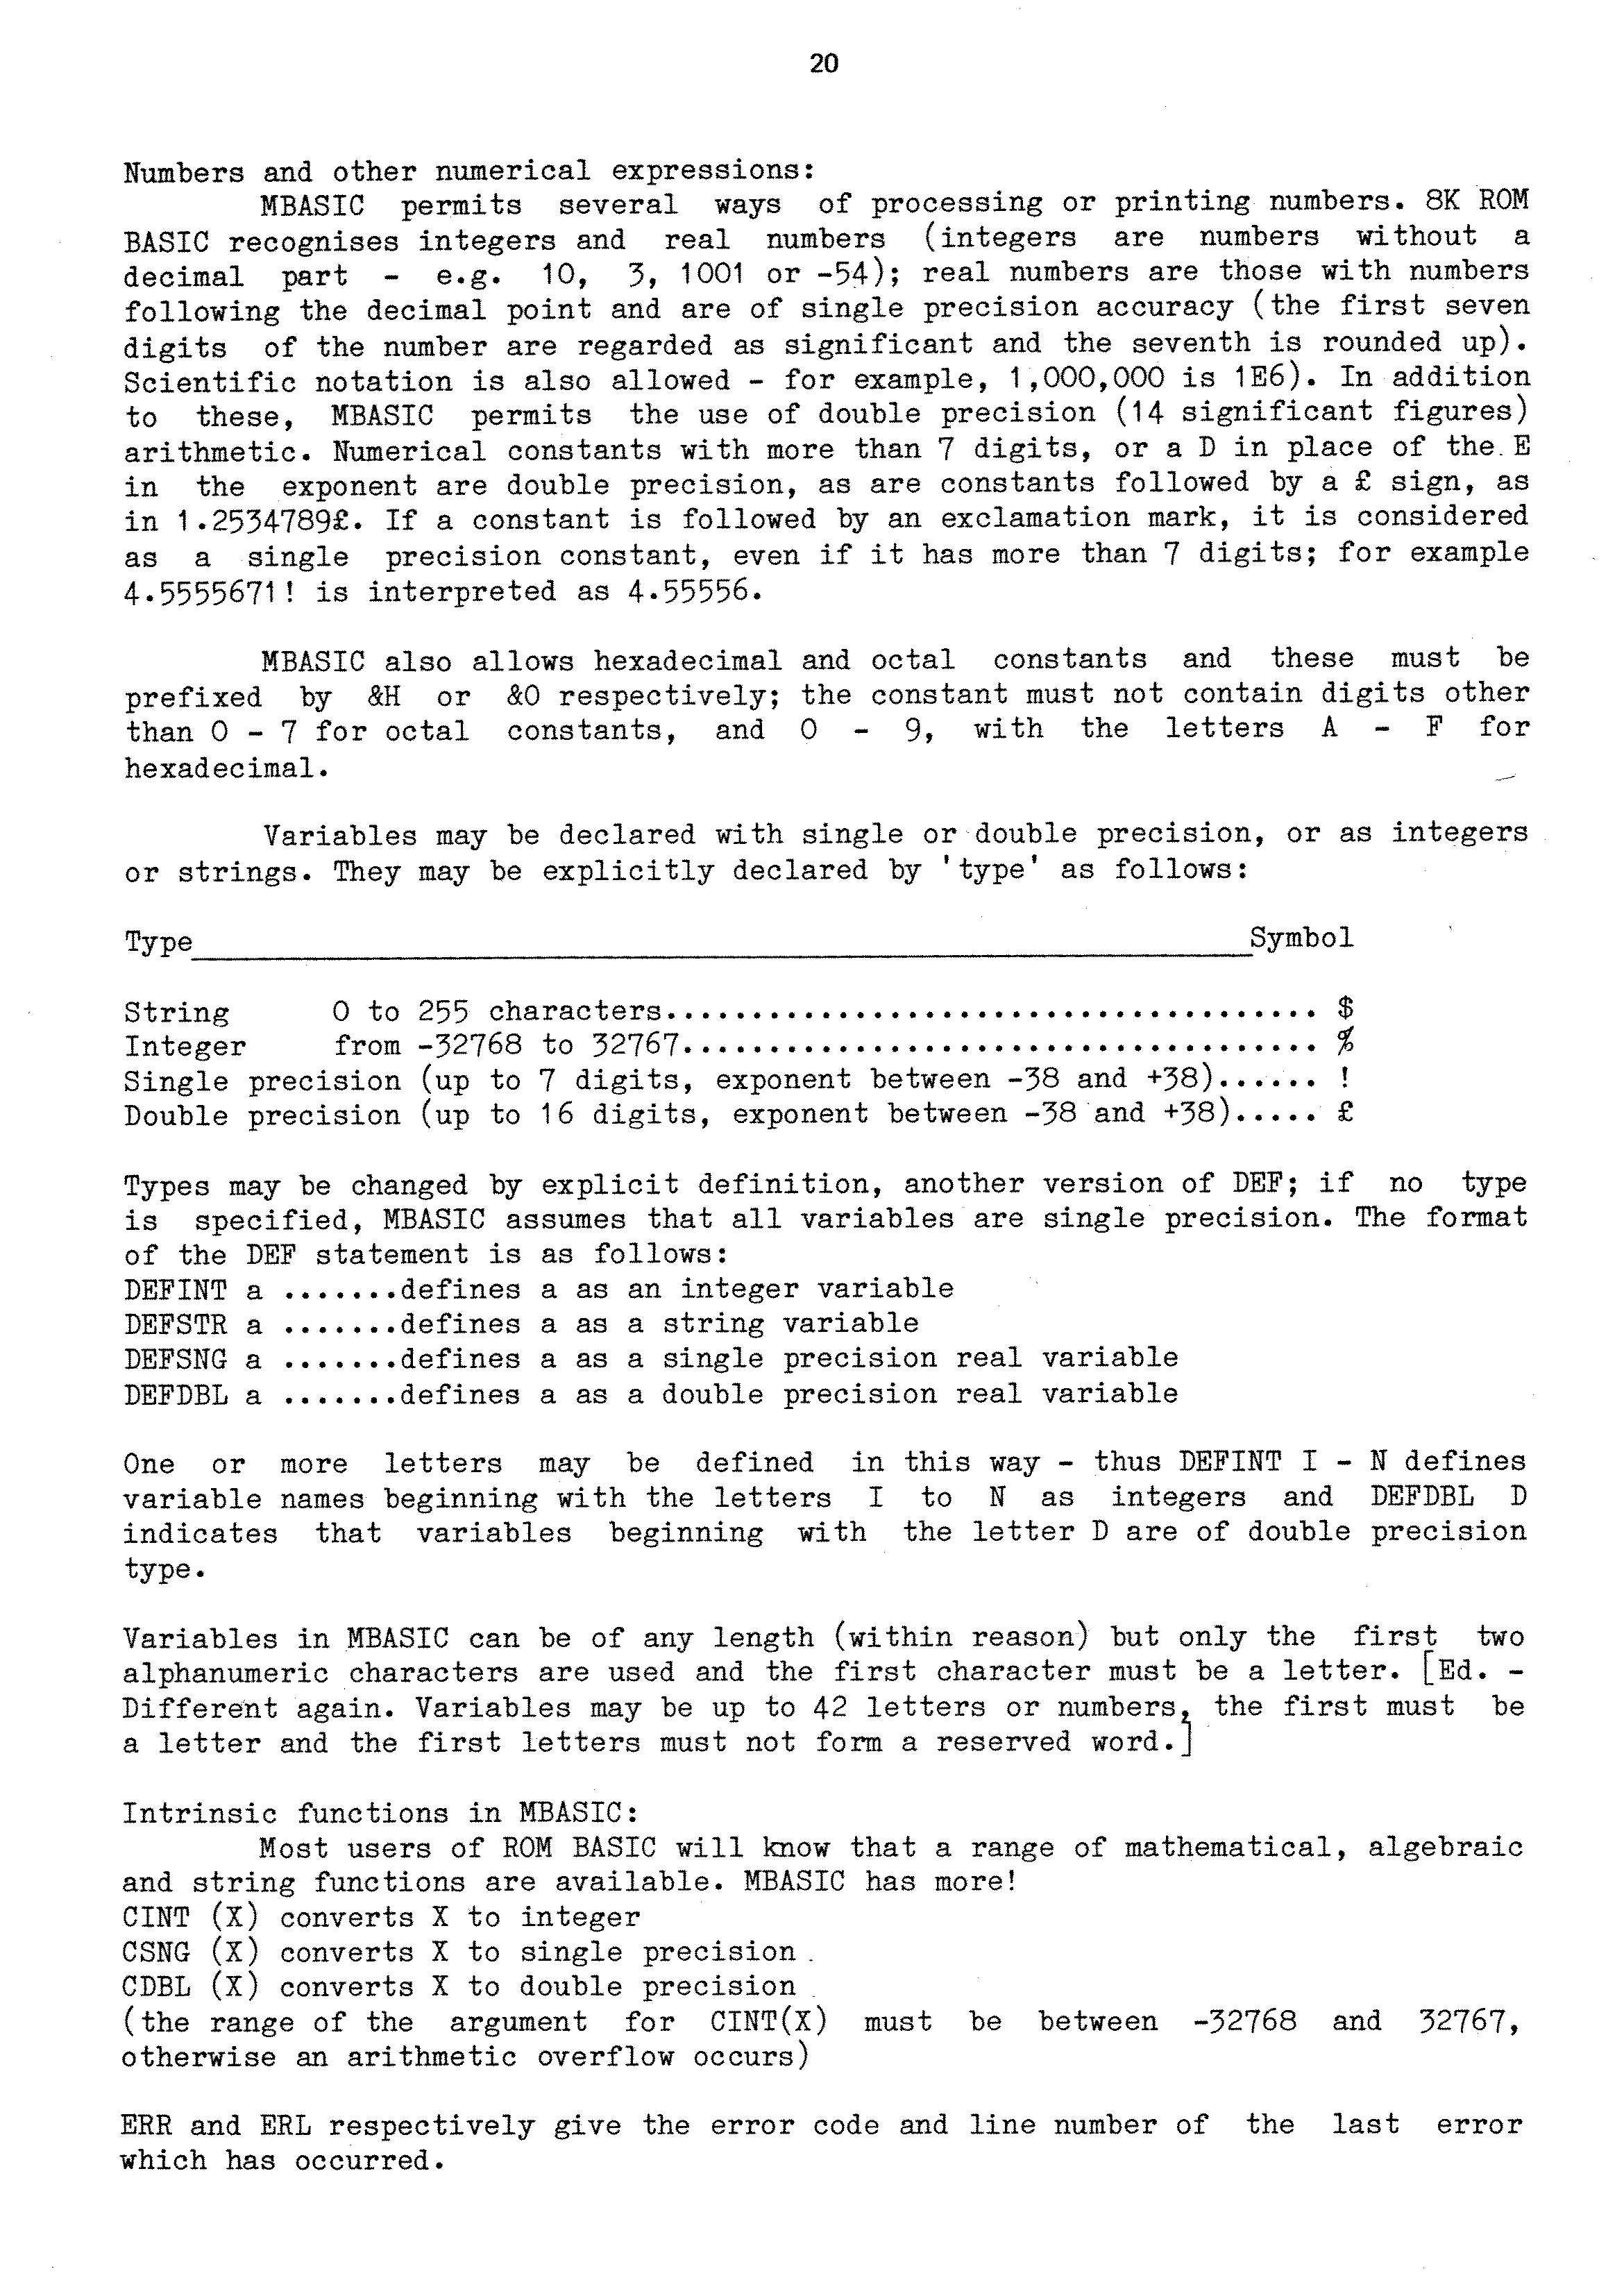 20
Numbers and other numerical expressions:
MBASIC permits several ways of processing or printing numbers. 8K ROM
BASIC recognises integers and real numbers (integers are numbers without a
decimal part - e.g. 10, 3, 1001 or -54); real numbers are those with numbers
following the decimal point and are of single precision accuracy (the first seven
digits of the number are regarded as significant and the seventh is rounded up).
Scientific notation is also allowed - for example, 1,000,000 is 1E6). In addition
to these, MBASIC permits the use of double precision (14 significant figures)
arithmetic. Numerical constants with more than 7 digits, or a D in place of the E
in the exponent are double precision, as are constants followed by a £ sign, as
in 1.2534789£. If a constant is followed by an exclamation mark, it is considered
as a single precision constant, even if it has more than 7 digits; for example
4.5555671! is interpreted as 4.55556.
MBASIC also allows hexadecimal and octal constants and these must be
prefixed by &H or &O respectively; the constant must not contain digits other
than 0 - 7 for octal constants, and 0 - 9, with the letters A - F for
hexadecimal.
Variables may be declared with single or double precision, or as integers
or strings. They may be explicitly declared by 'type' as follows:
Type Symbol
String 0 to 255 characters...................................... $
Integer from -32768 to 32767..................................... %
Single precision (up to 7 digits, exponent between -38 and +38)...... !
Double precision (up to 16 digits, exponent between -38 and +38)..... £
Types may be changed by explicit definition, another version of DEF; if no type
is specified, MBASIC assumes that all variables are single precision. The format
of the DEF statement is as follows:
DEFINT a .......defines a as an integer variable
DEFSTR a .......defines a as a string variable
DEFSNG a .......defines a as a single precision real variable
DEFDBL a .......defines a as a double precision real variable
One or more letters may be defined in this way - thus DEFINT I - N defines
variable names beginning with the letters I to N as integers and DEFDBL D
indicates that variables beginning with the letter D are of double precision
type.
Variables in MBASIC can be of any length (within reason) but only the first two
alphanumeric characters are used and the first character must be a letter. [Ed. -
Different again. Variables may be up to 42 letters or numbers, the first must be
a letter and the first letters must not form a reserved word.]
Intrinsic functions in MBASIC:
Most users of ROM BASIC will know that a range of mathematical, algebraic
and string functions are available. MBASIC has more!
CINT (X) converts X to integer
CSNG (X) converts X to single precision
CDBL (X) converts X to double precision
(the range of the argument for CINT(X) must be between -32768 and 32767,
otherwise an arithmetic overflow occurs)
ERR and ERL respectively give the error code and line number of the last error
which has occurred.